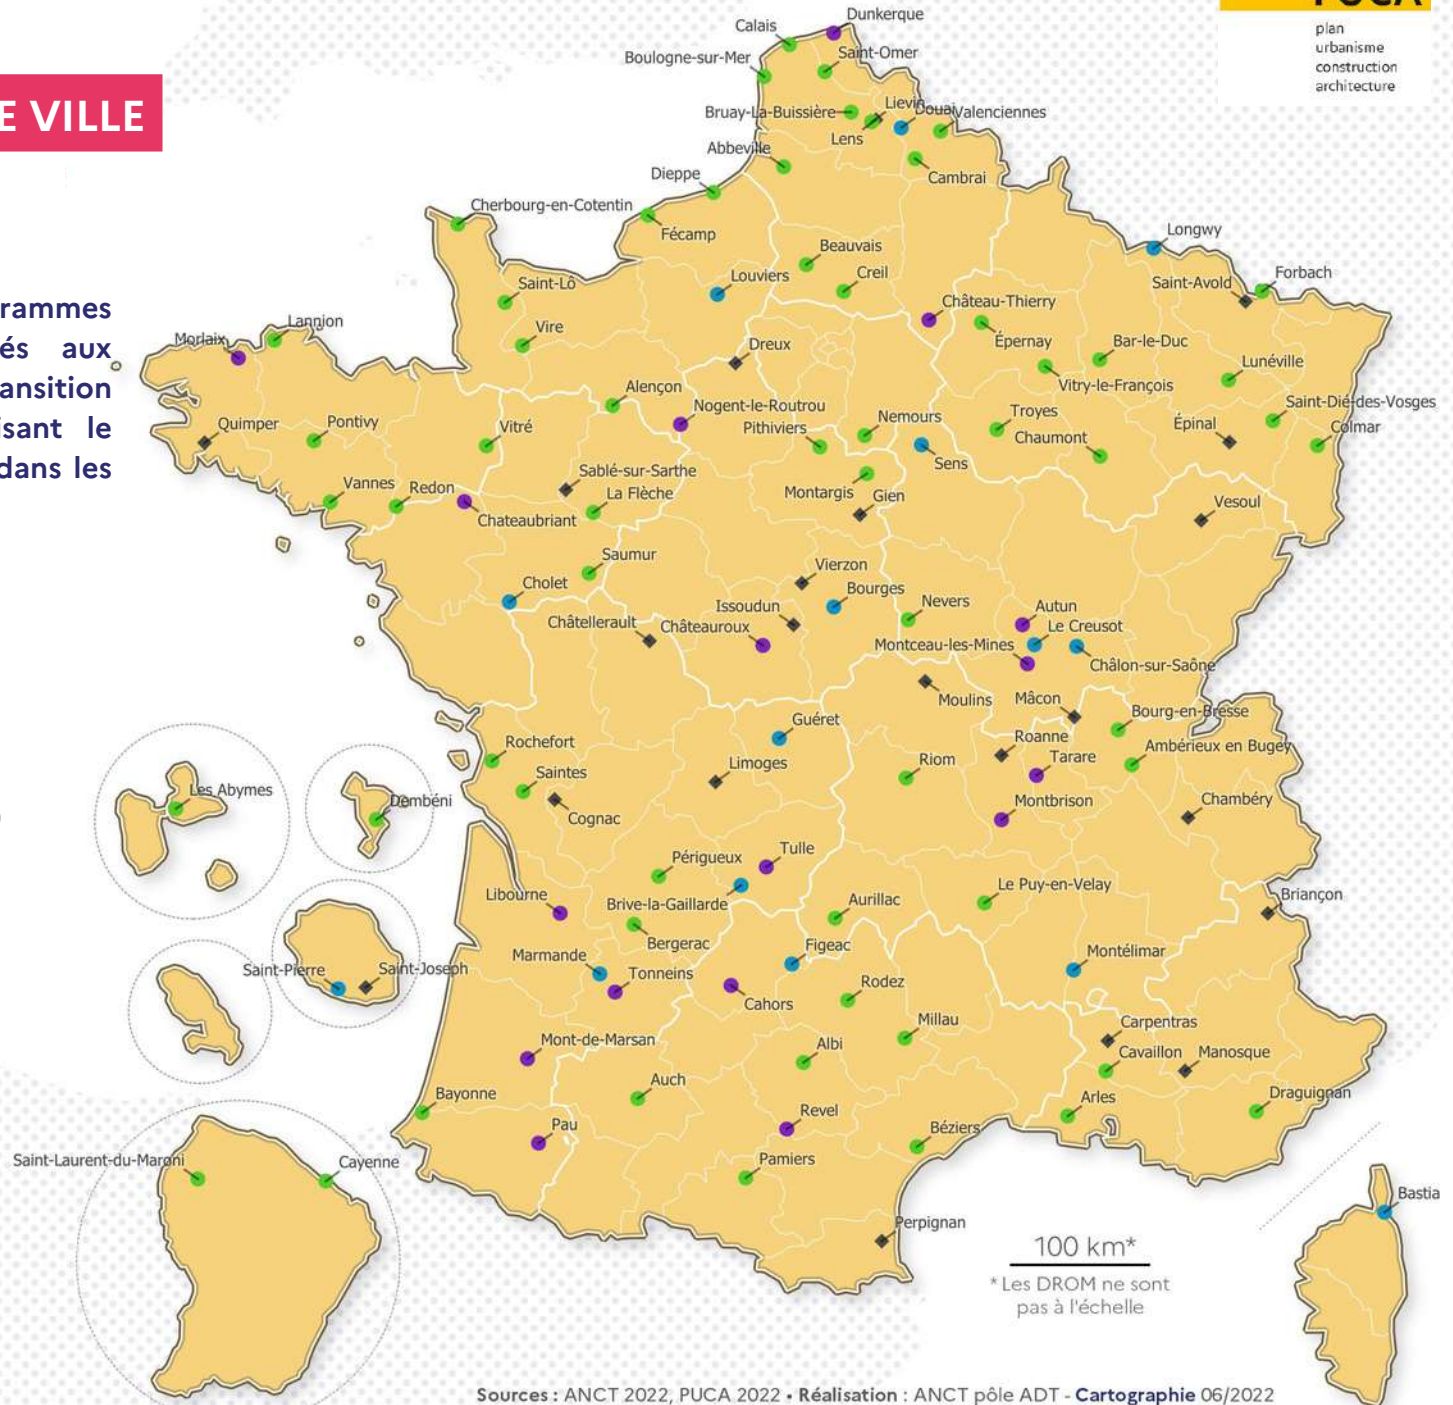 PUCA
plan
urbanisme
construction
architecture
E VILLE
rammes
és aux
ansition
isant le
dans les
Dunkerque
Calais
Boulogne-sur-Mer
Saint-Omer
Bruay-La-Buissière
Lievin
Douai
Valenciennes
Lens
Abbeville
Cambrai
Dieppe
Cherbourg-en-Cotentin
Fécamp
Longwy
Beauvais
Saint-Avold
Forbach
Louviers
Creil
Saint-Lô
Château-Thierry
Lannion
Morlaix
Vire
Dreux
Épernay
Bar-le-Duc
Lunéville
Vitry-le-François
Alençon
Nogent-le-Routrou
Nemours
Troyes
Saint-Dié-des-Vosges
Quimper
Pontivy
Vitré
Pithiviers
Chaumont
Épinal
Colmar
Sens
Sablé-sur-Sarthe
Vannes
Redon
La Flèche
Montargis
Gien
Vesoul
Chateaubriant
Saumur
Vierzon
Cholet
Bourges
Nevers
Issoudun
Autun
Châtellerault
Châteauroux
Le Creusot
Montceau-les-Mines
Châlon-sur-Saône
Moulins
Mâcon
Bourg-en-Bresse
Guéret
Roanne
Ambérieux en Bugey
Rochefort
Limoges
Riom
Tarare
Saintes
Les Abymes
Dembéni
Cognac
Montbrison
Chambéry
Périgueux
Tulle
Le Puy-en-Velay
Libourne
Brive-la-Gaillarde
Aurillac
Briançon
Bergerac
Figeac
Marmande
Montélimar
Saint-Pierre
Saint-Joseph
Tonneins
Cahors
Rodez
Millau
Carpentras
Mont-de-Marsan
Albi
Cavaillon
Manosque
Bayonne
Auch
Arles
Draguignan
Pau
Revel
Béziers
Saint-Laurent-du-Maroni
Cayenne
Pamiers
Bastia
Perpignan
100 km*
* Les DROM ne sont
pas à l'échelle
Sources : ANCT 2022, PUCA 2022 • Réalisation : ANCT pôle ADT - Cartographie 06/2022